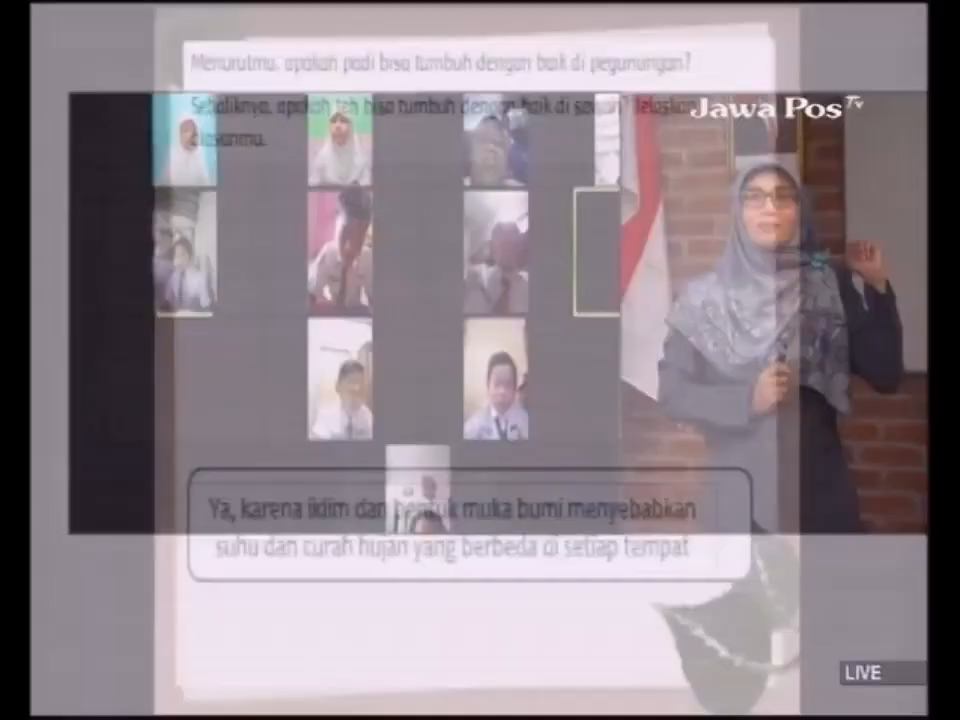 Menurutmu, apakah padi bisa tumbuh dengan baik di pegunungan?
Sebaliknya, apakah teh bisa tumbuh dengan baik di sawah? Jelaskan
alasanmu.
Jawa Pos TV
Ya, karena iklim dan bentuk muka bumi menyebabkan
suhu dan curah hujan yang berbeda di setiap tempat
LIVE